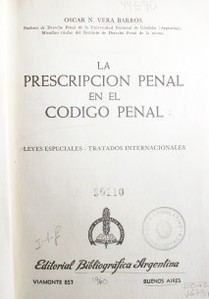 OSCAR N. VERA BARROS
Profesor de Derecho Penal de la Universidad Nacional de Córdoba (Argentina)
Miembro titular del Instituto de Derecho Penal de la misma
LA
PRESCRIPCION PENAL
EN EL
CODIGO PENAL
LEYES ESPECIALES - TRATADOS INTERNACIONALES
Editorial Bibliográfica Argentina
VIAMONTE 857
1960
BUENOS AIRES